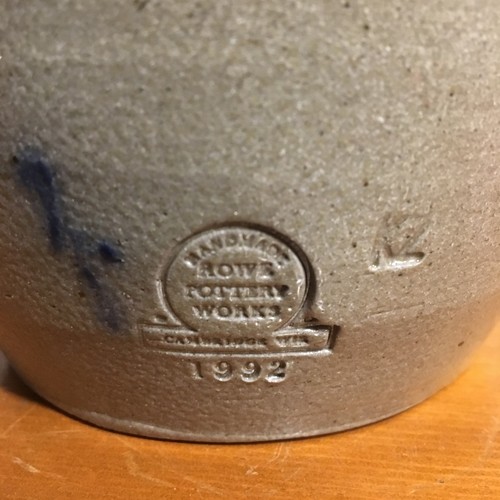 HANDMADE
ROWE
POTTERY
WORKS
CAMBRIDGE WIS
1992